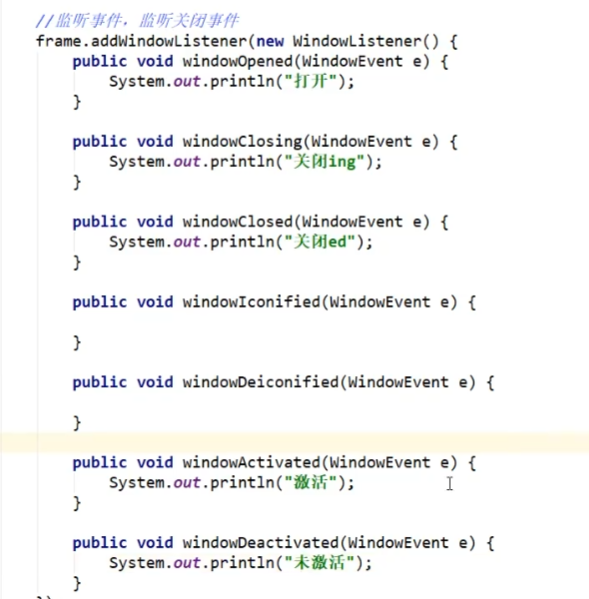 //监听事件，监听关闭事件
frame.addWindowListener(new WindowListener() {
public void windowOpened(WindowEvent e) {
System.out.println("打开");
}
public void windowClosing(WindowEvent e) {
System.out.println("关闭ing");
}
public void windowClosed(WindowEvent e) {
System.out.println("关闭ed");
}
public void windowIconified(WindowEvent e) {
}
public void windowDeiconified(WindowEvent e) {
}
public void windowActivated(WindowEvent e) {
System.out.println("激活");
}
public void windowDeactivated(WindowEvent e) {
System.out.println("未激活");
}